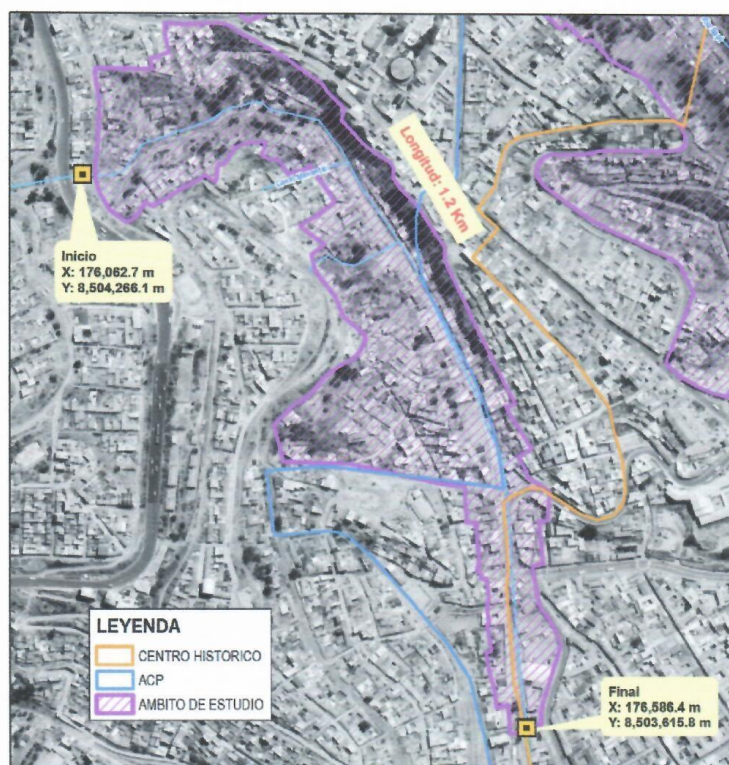 Longitud: 1.2 Km
Inicio
X: 176,062.7 m
Y: 8,504,266.1 m
LEYENDA
CENTRO HISTORICO
ACP
AMBITO DE ESTUDIO
Final
X: 176,586.4 m
Y: 8,503,615.8 m